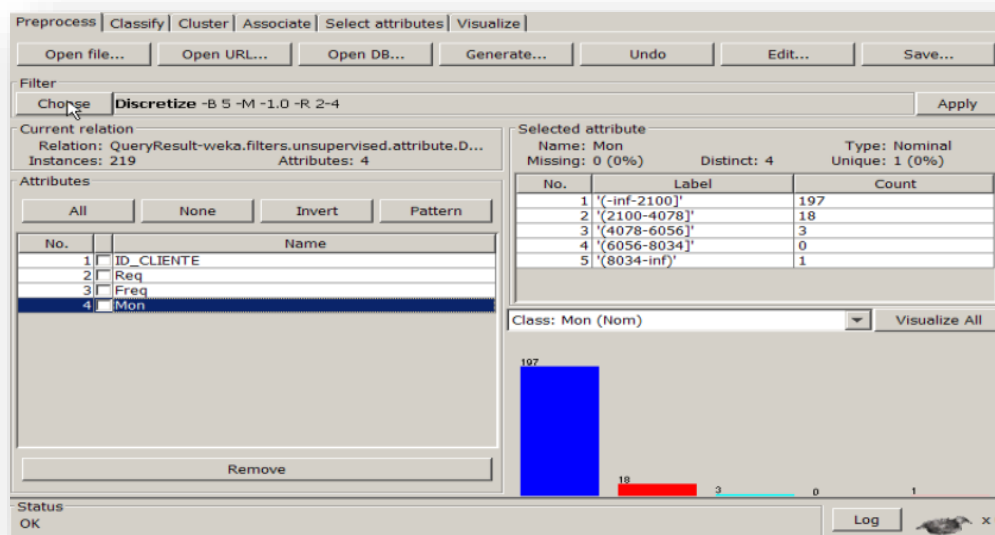 Preprocess Classify Cluster Associate Select attributes Visualize
Open file... Open URL... Open DB... Generate... Undo Edit... Save...
Filter
Choose Discretize -B 5 -M -1.0 -R 2-4 Apply
Current relation
Relation: QueryResult-weka.filters.unsupervised.attribute.D...
Instances: 219 Attributes: 4
Attributes
All None Invert Pattern
No. Name
1 ID_CLIENTE
2 Req
3 Freq
4 Mon
Remove
Selected attribute
Name: Mon Type: Nominal
Missing: 0 (0%) Distinct: 4 Unique: 1 (0%)
No. Label Count
1 '(-inf-2100]' 197
2 '(2100-4078]' 18
3 '(4078-6056]' 3
4 '(6056-8034]' 0
5 '(8034-inf)' 1
Class: Mon (Nom) Visualize All
197
18
3
0
1
Status
OK
Log x